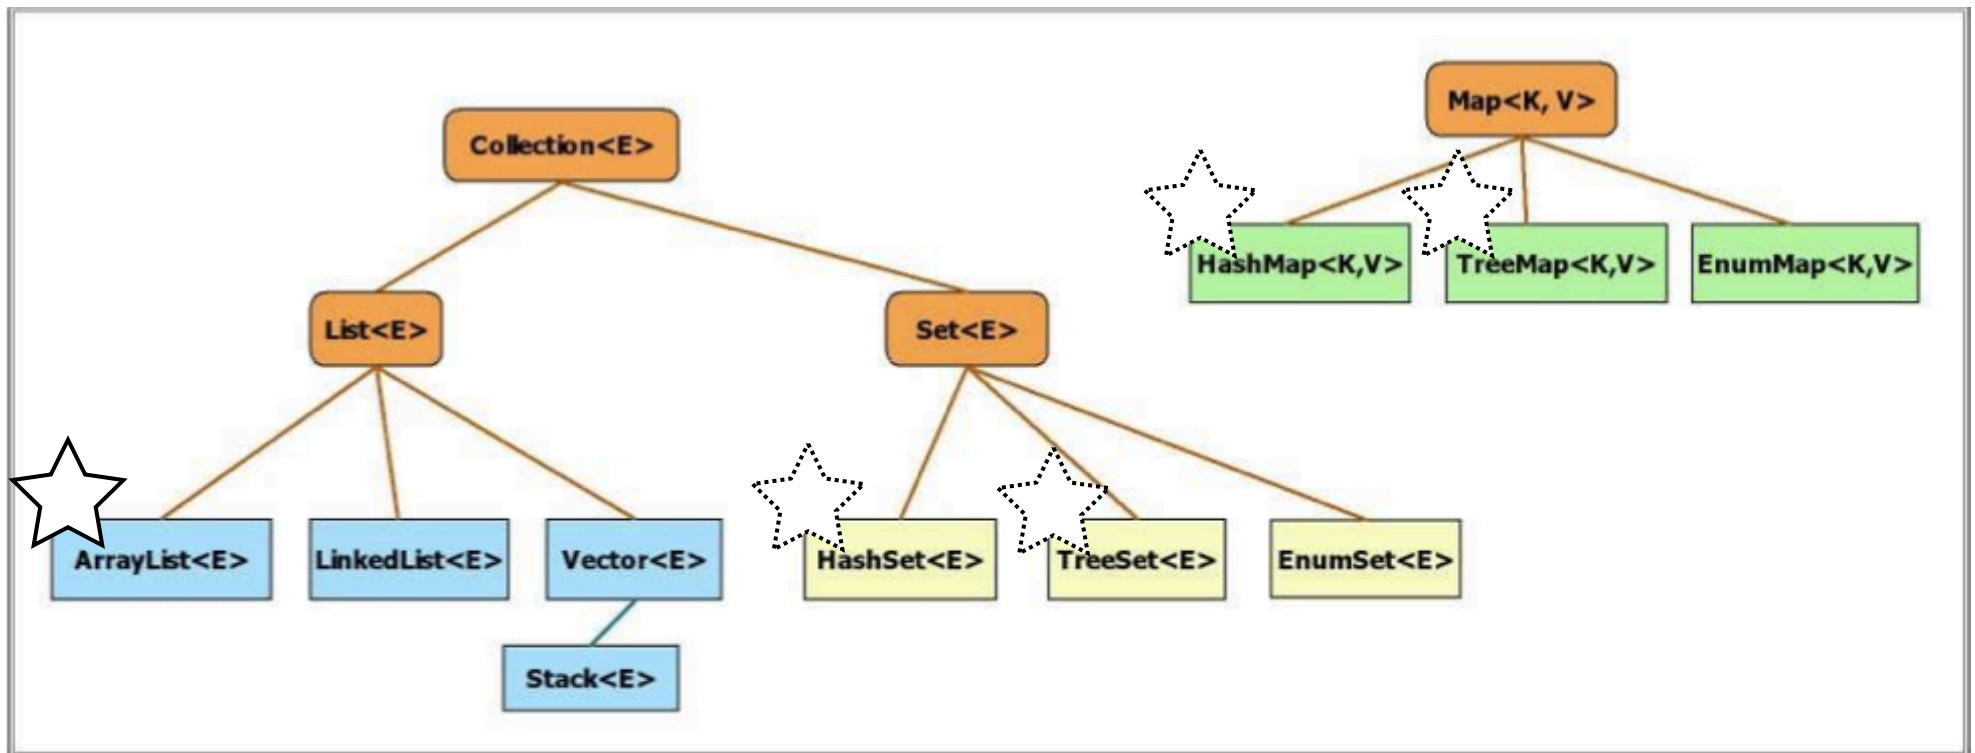 Map<K, V>
Collection<E>
HashMap<K,V>
TreeMap<K,V>
EnumMap<K,V>
List<E>
Set<E>
ArrayList<E>
LinkedList<E>
Vector<E>
HashSet<E>
TreeSet<E>
EnumSet<E>
Stack<E>